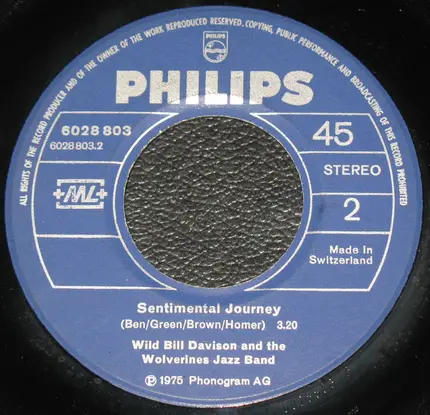 ALL RIGHTS OF THE RECORD PRODUCER AND OF THE OWNER OF THE WORK REPRODUCED RESERVED. COPYING, PUBLIC PERFORMANCE AND BROADCASTING OF THIS RECORD PROHIBITED
PHILIPS
PHILIPS
6028 803
6028 803.2
45
STEREO
ML
2
Made In
Switzerland
Sentimental Journey
(Ben/Green/Brown/Homer) 3.20
Wild Bill Davison and the
Wolverines Jazz Band
℗ 1975 Phonogram AG